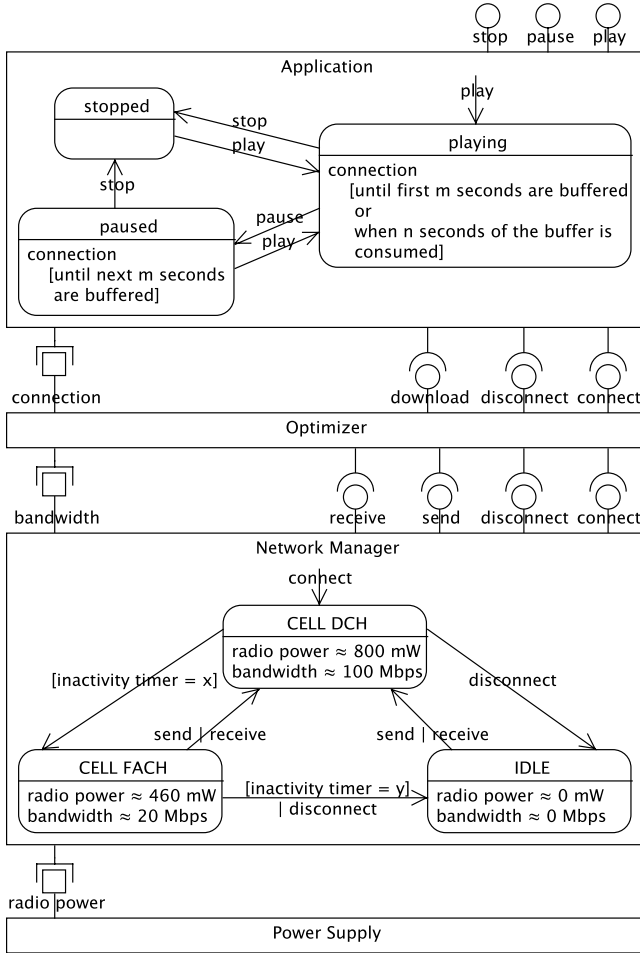 stop pause play
Application
play
stopped
stop
play
playing
connection
[until first m seconds are buffered
or
when n seconds of the buffer is
consumed]
stop
paused
pause
play
connection
[until next m seconds
are buffered]
connection download disconnect connect
Optimizer
bandwidth receive send disconnect connect
Network Manager
connect
CELL DCH
radio power ≈ 800 mW
bandwidth ≈ 100 Mbps
[inactivity timer = x]
disconnect
send | receive
send | receive
CELL FACH
radio power ≈ 460 mW
bandwidth ≈ 20 Mbps
[inactivity timer = y]
| disconnect
IDLE
radio power ≈ 0 mW
bandwidth ≈ 0 Mbps
radio power
Power Supply